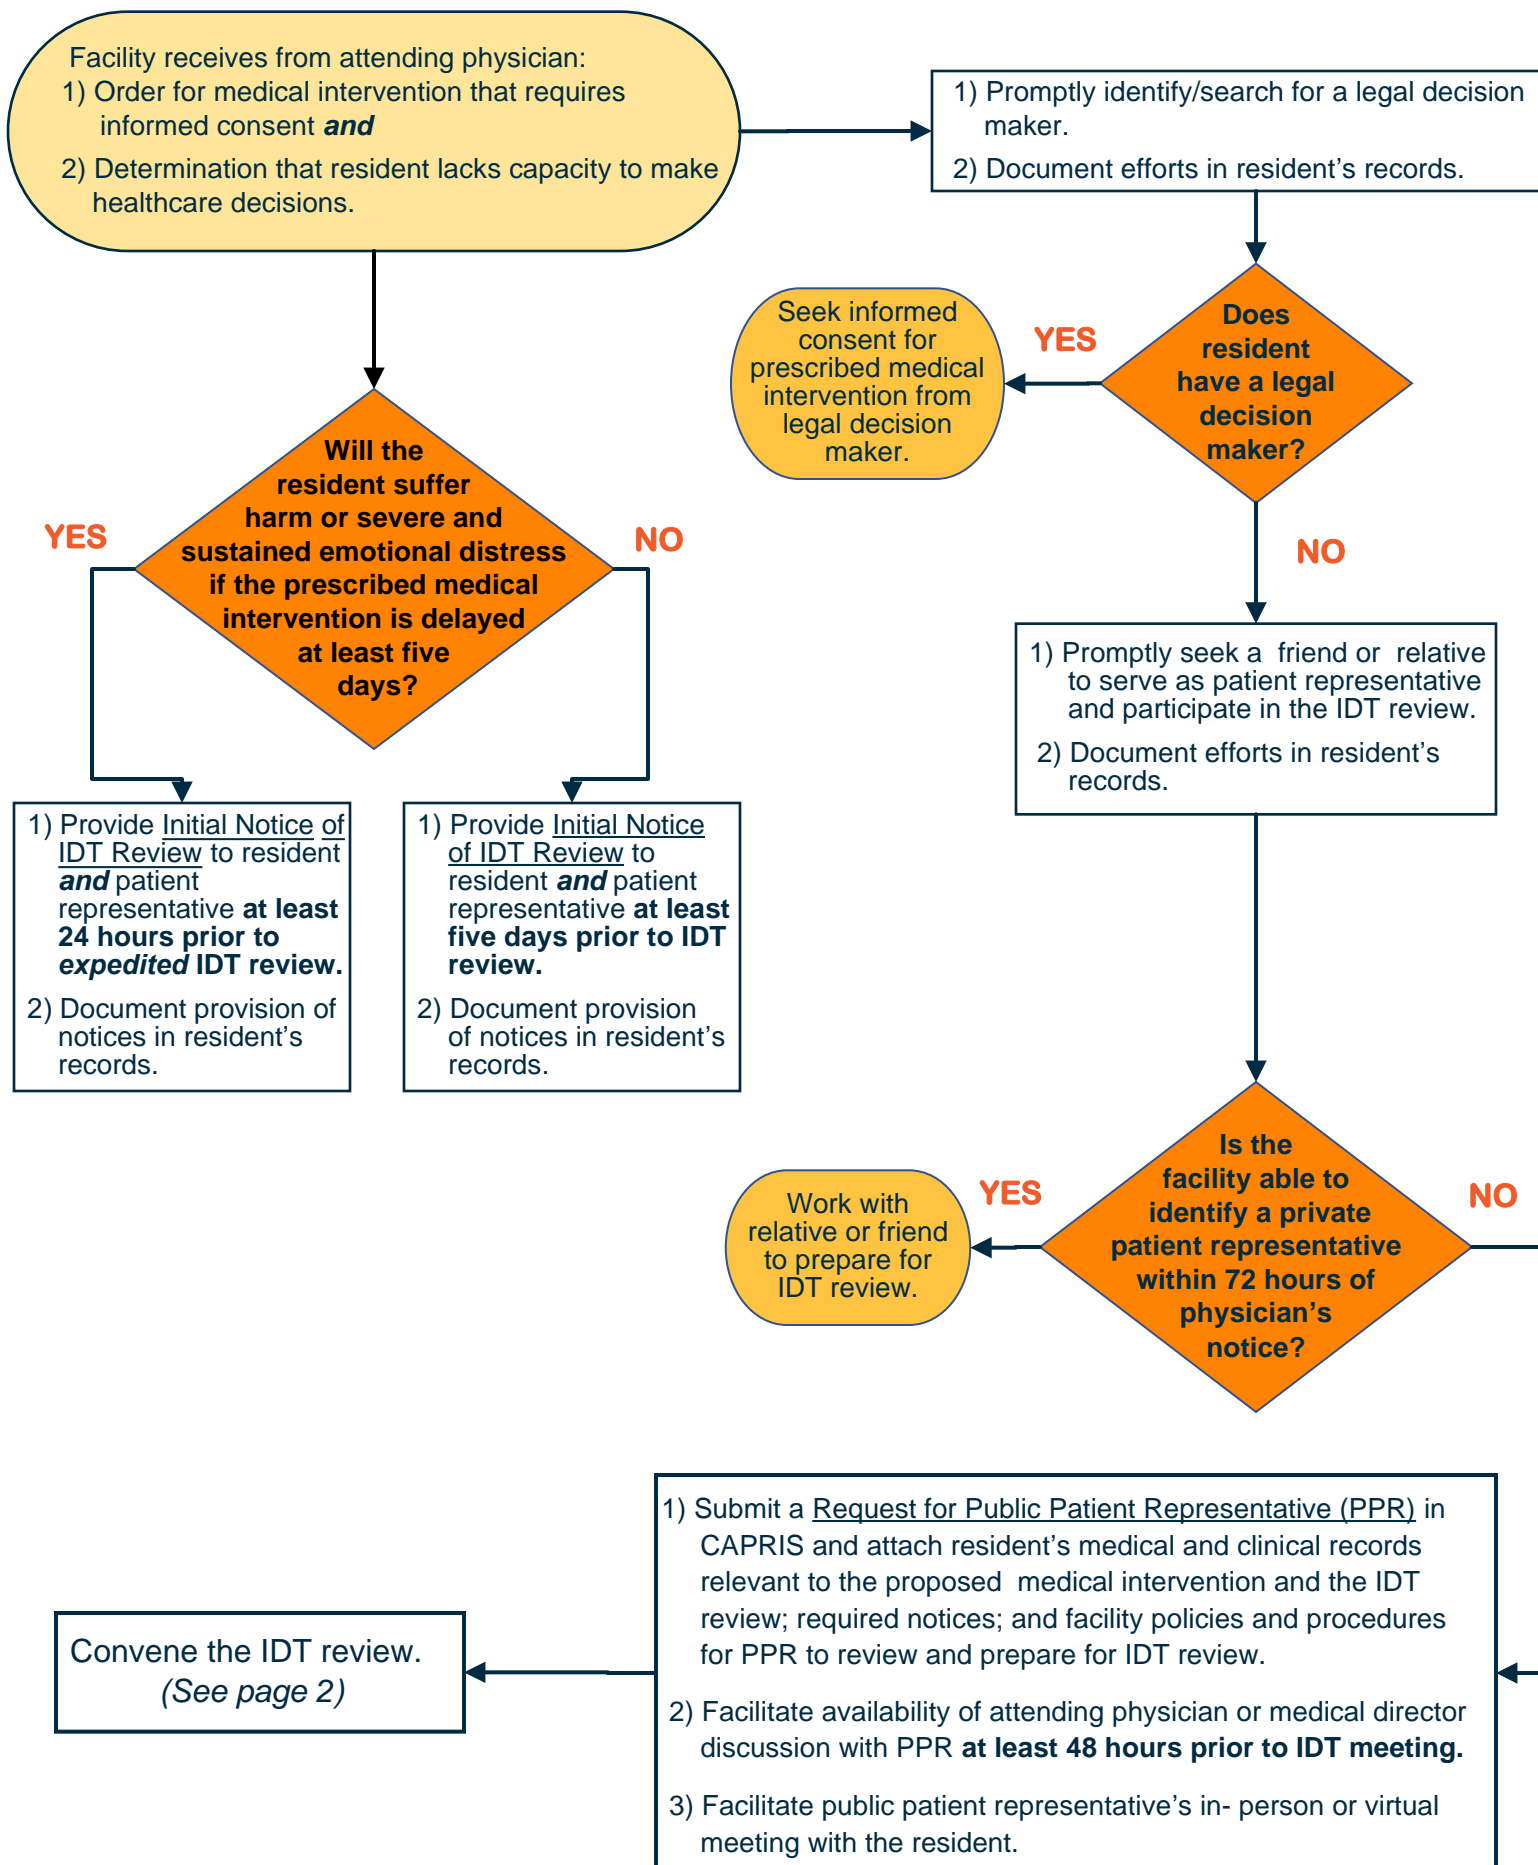 Facility receives from attending physician:
1) Order for medical intervention that requires
informed consent and
2) Determination that resident lacks capacity to make
healthcare decisions.
1) Promptly identify/search for a legal decision
maker.
2) Document efforts in resident’s records.
Does
resident
have a legal
decision
maker?
YES
Seek informed
consent for
prescribed medical
intervention from
legal decision
maker.
NO
Will the
resident suffer
harm or severe and
sustained emotional distress
if the prescribed medical
intervention is delayed
at least five
days?
YES
NO
1) Provide Initial Notice of
IDT Review to resident
and patient
representative at least
24 hours prior to
expedited IDT review.
2) Document provision of
notices in resident’s
records.
1) Provide Initial Notice
of IDT Review to
resident and patient
representative at least
five days prior to IDT
review.
2) Document provision
of notices in resident’s
records.
1) Promptly seek a friend or relative
to serve as patient representative
and participate in the IDT review.
2) Document efforts in resident’s
records.
Is the
facility able to
identify a private
patient representative
within 72 hours of
physician’s
notice?
YES
Work with
relative or friend
to prepare for
IDT review.
NO
1) Submit a Request for Public Patient Representative (PPR) in
CAPRIS and attach resident’s medical and clinical records
relevant to the proposed medical intervention and the IDT
review; required notices; and facility policies and procedures
for PPR to review and prepare for IDT review.
2) Facilitate availability of attending physician or medical director
discussion with PPR at least 48 hours prior to IDT meeting.
3) Facilitate public patient representative’s in- person or virtual
meeting with the resident.
Convene the IDT review.
(See page 2)